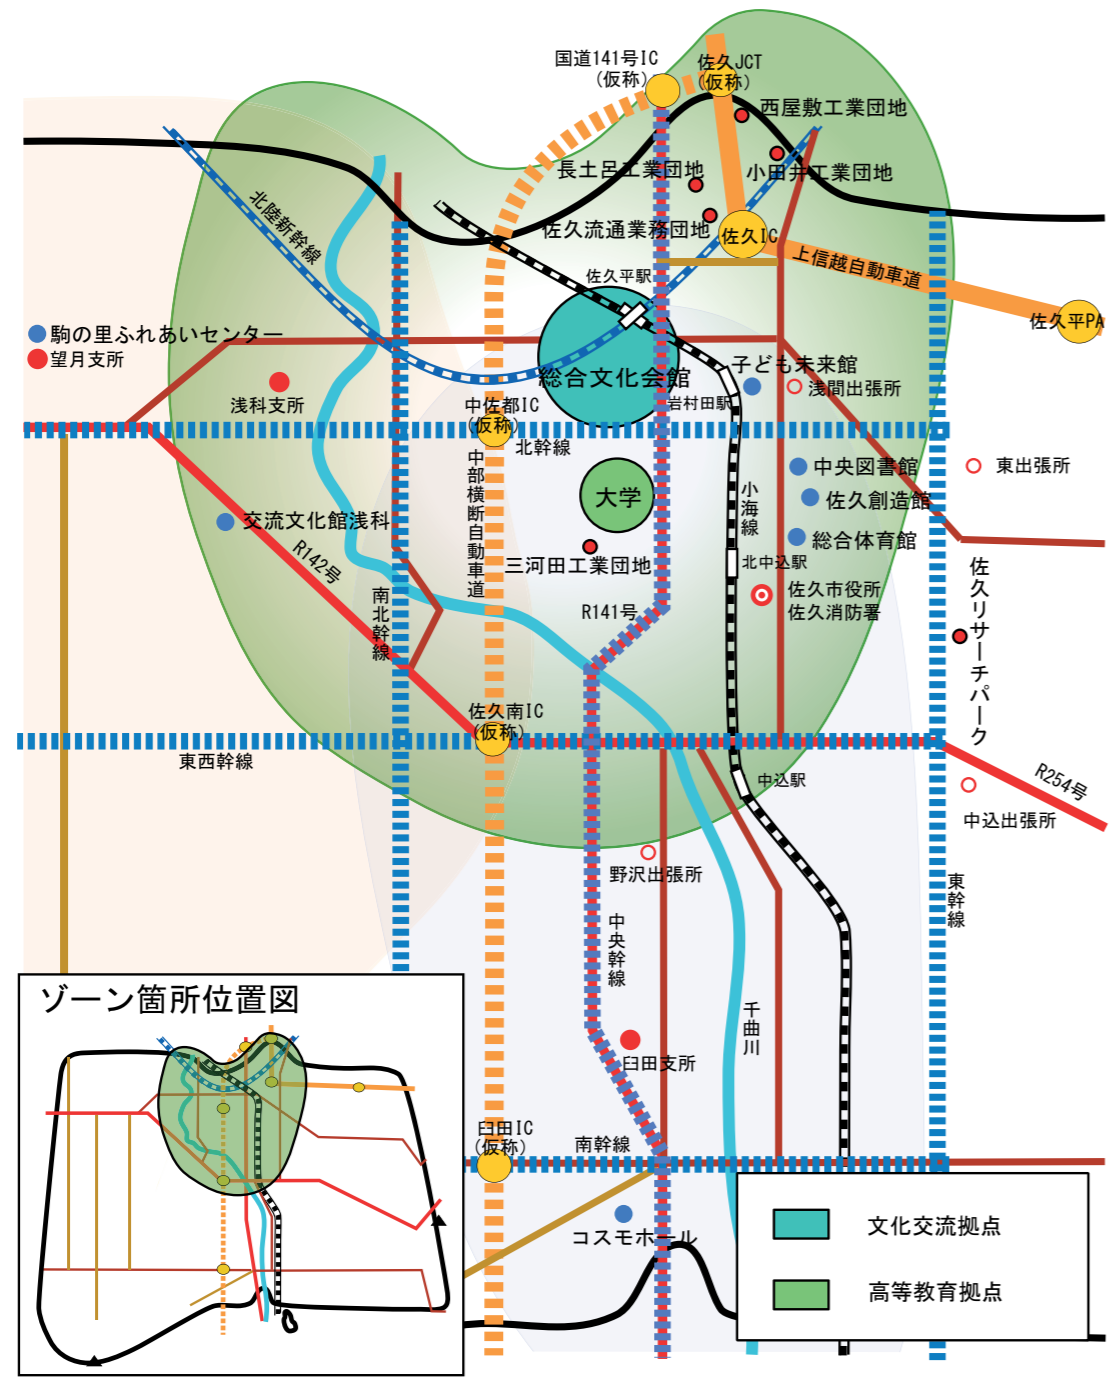 国道141号IC
(仮称)
佐久JCT
(仮称)
西屋敷工業団地
長土呂工業団地
小田井工業団地
佐久流通業務団地
佐久IC
上信越自動車道
北陸新幹線
佐久平駅
佐久平PA
駒の里ふれあいセンター
望月支所
浅科支所
総合文化会館
子ども未来館
岩村田駅
浅間出張所
中佐都IC
(仮称)
北幹線
中部横断自動車道
中央図書館
東出張所
大学
小海線
佐久創造館
交流文化館浅科
総合体育館
R142号
三河田工業団地
北中込駅
佐久市役所
佐久消防署
R141号
南北幹線
佐久リサーチパーク
佐久南IC
(仮称)
東西幹線
中込駅
R254号
中込出張所
野沢出張所
東幹線
中央幹線
千曲川
臼田支所
臼田IC
(仮称)
南幹線
コスモホール
ゾーン箇所位置図
文化交流拠点
高等教育拠点